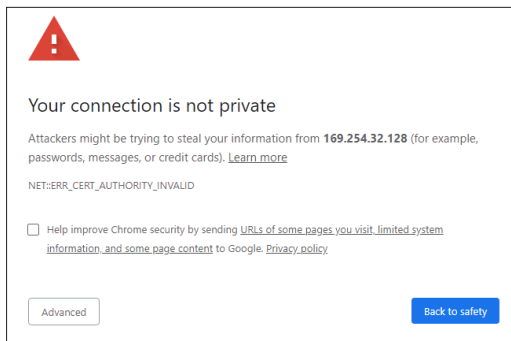 Your connection is not private
Attackers might be trying to steal your information from 169.254.32.128 (for example,
passwords, messages, or credit cards). Learn more
NET::ERR_CERT_AUTHORITY_INVALID
Help improve Chrome security by sending URLs of some pages you visit, limited system
information, and some page content to Google. Privacy policy
Advanced
Back to safety